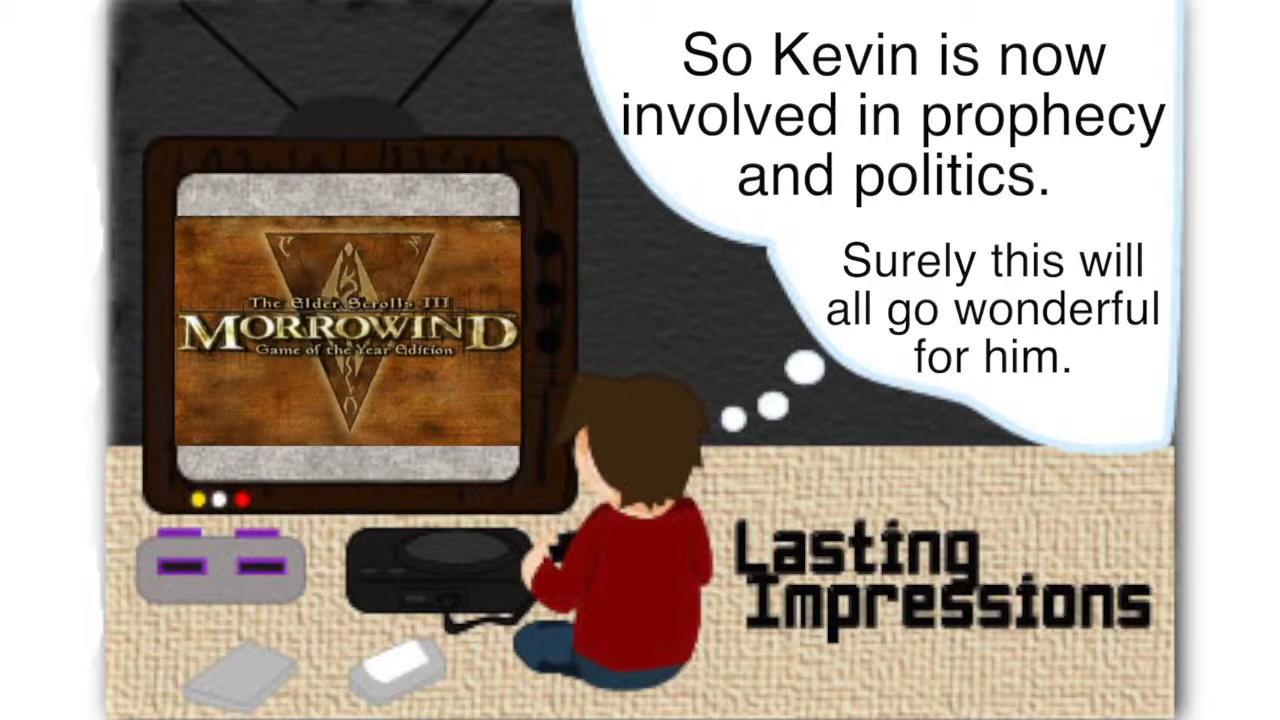 So Kevin is now
involved in prophecy
and politics.
Surely this will
all go wonderful
for him.
The Elder Scrolls III
MORROWIND
Game of the Year Edition
Lasting
Impressions